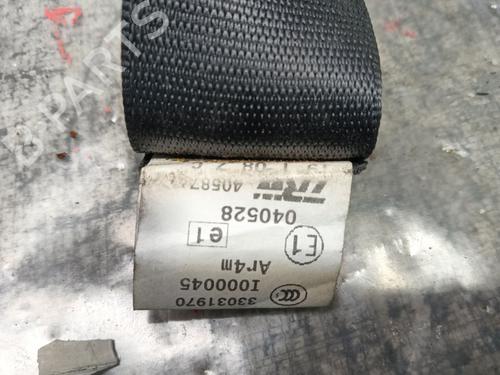 33031970
I000045
Ar4m
E1
e1
040528
TRW
B-PARTS